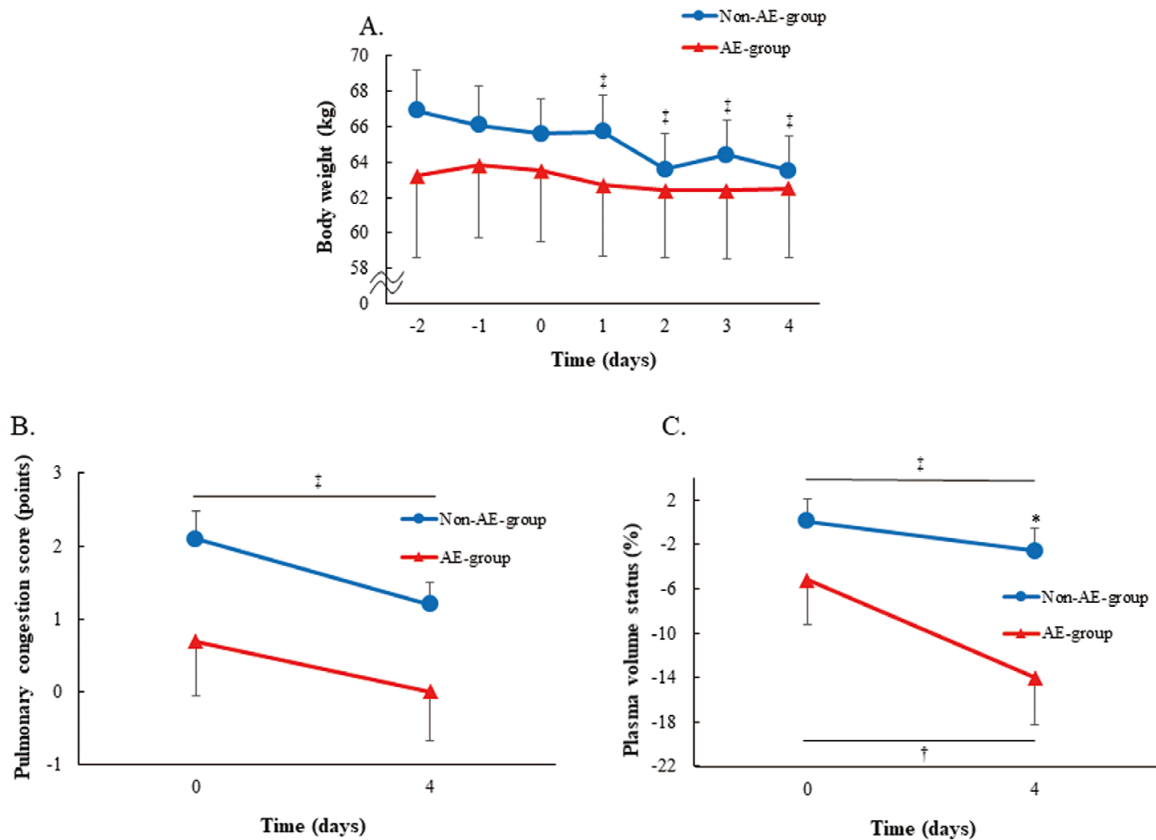 A.
Non-AE-group
AE-group
Body weight (kg)
70
68
66
64
62
60
58
0
‡
‡
‡
‡
-2 -1 0 1 2 3 4
Time (days)
B.
Pulmonary congestion score (points)
3
2
1
0
-1
‡
Non-AE-group
AE-group
0 4
Time (days)
C.
Plasma volume status (%)
2
-2
-6
-10
-14
-18
-22
‡
*
Non-AE-group
AE-group
†
0 4
Time (days)